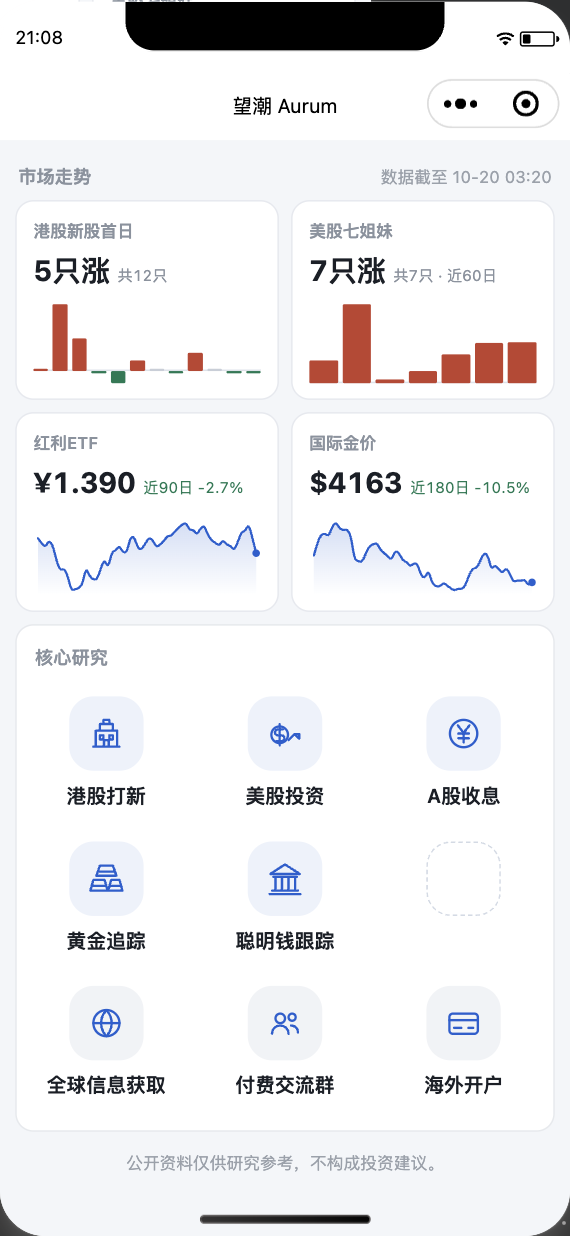 21:08
望潮 Aurum
市场走势 数据截至 10-20 03:20
港股新股首日
5只涨 共12只
美股七姐妹
7只涨 共7只 · 近60日
红利ETF
¥1.390 近90日 -2.7%
国际金价
$4163 近180日 -10.5%
核心研究
港股打新 美股投资 A股收息
黄金追踪 聪明钱跟踪
全球信息获取 付费交流群 海外开户
公开资料仅供研究参考，不构成投资建议。